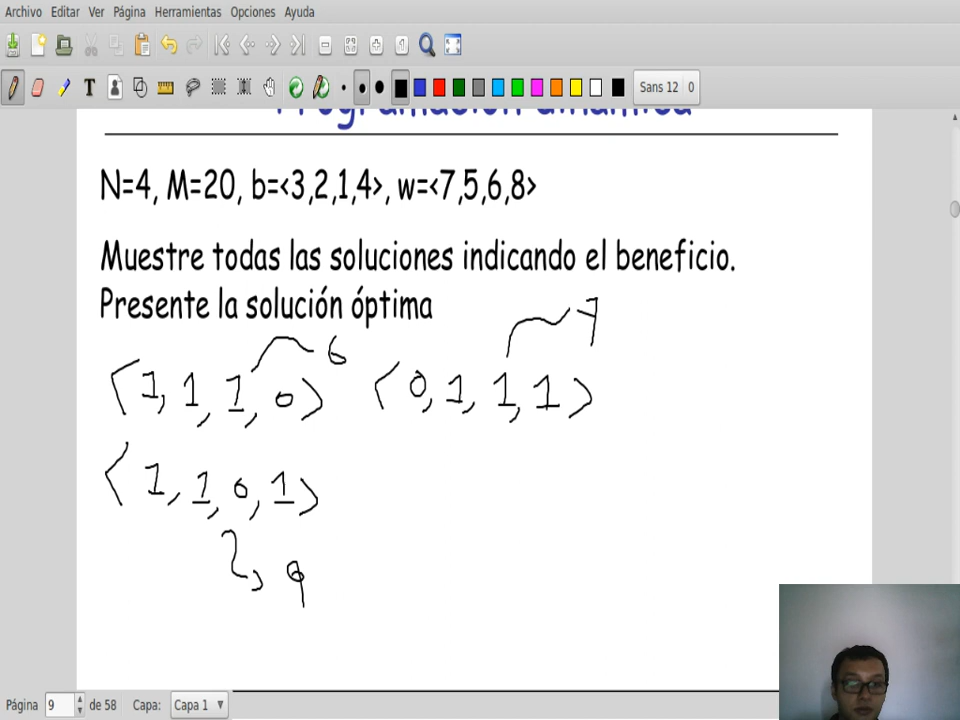 Archivo Editar Ver Página Herramientas Opciones Ayuda
Sans 12 0
Programación dinámica
N=4, M=20, b=<3,2,1,4>, w=<7,5,6,8>
Muestre todas las soluciones indicando el beneficio.
Presente la solución óptima
6 7
<1, 1, 1, 0> <0, 1, 1, 1>
<1, 1, 0, 1>
9
Página 9 de 58 Capa: Capa 1